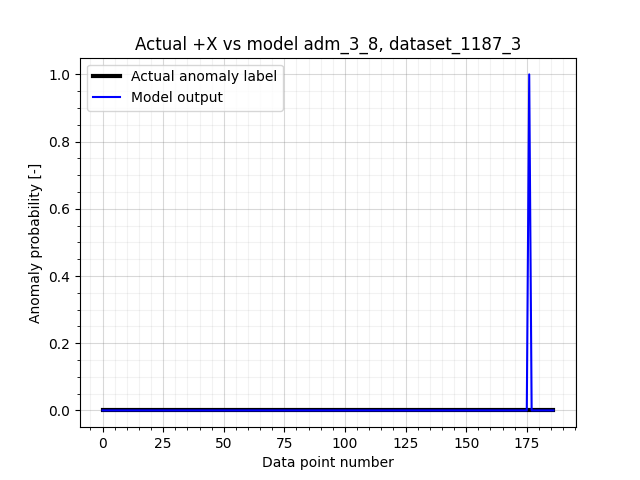 Actual +X vs model adm_3_8, dataset_1187_3
Actual anomaly label
Model output
Anomaly probability [-]
1.0
0.8
0.6
0.4
0.2
0.0
0 25 50 75 100 125 150 175
Data point number